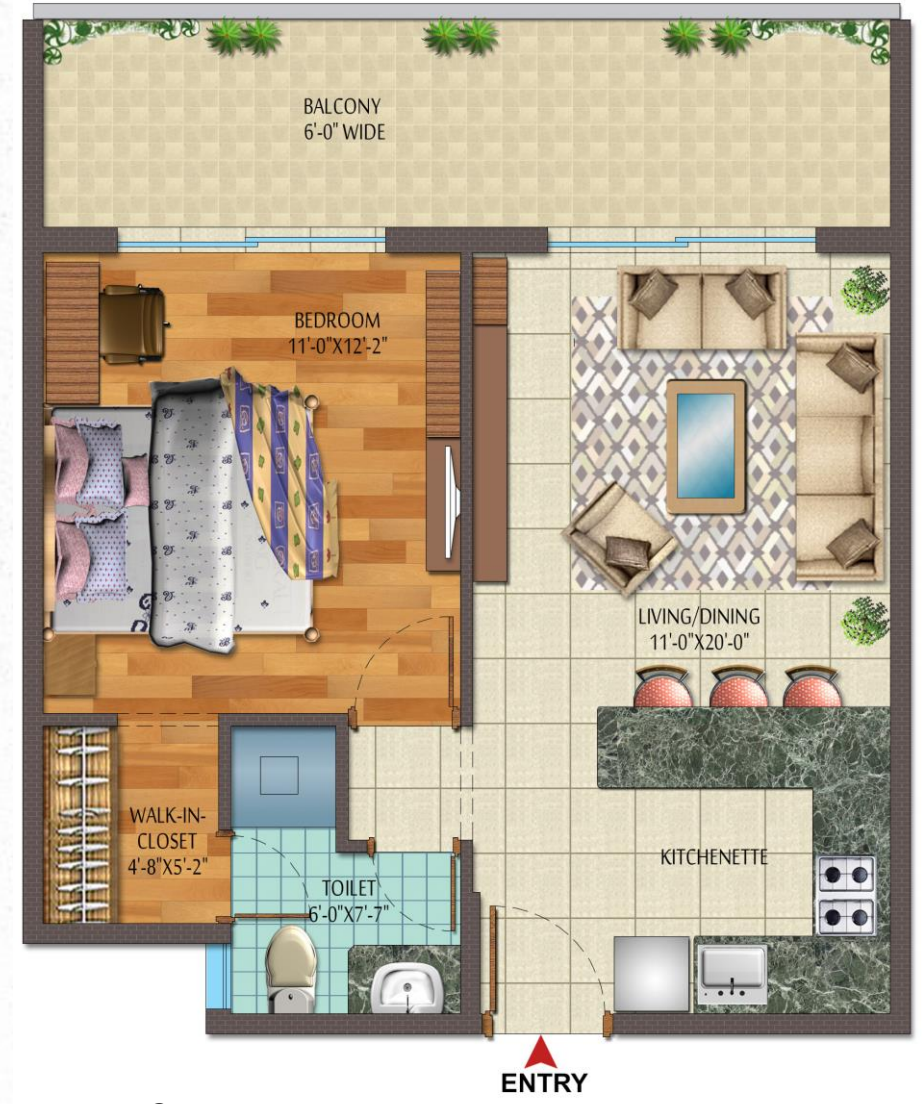 BALCONY
6'-0" WIDE
BEDROOM
11'-0"X12'-2"
LIVING/DINING
11'-0"X20'-0"
WALK-IN-
CLOSET
4'-8"X5'-2"
KITCHENETTE
TOILET
6'-0"X7'-7"
ENTRY